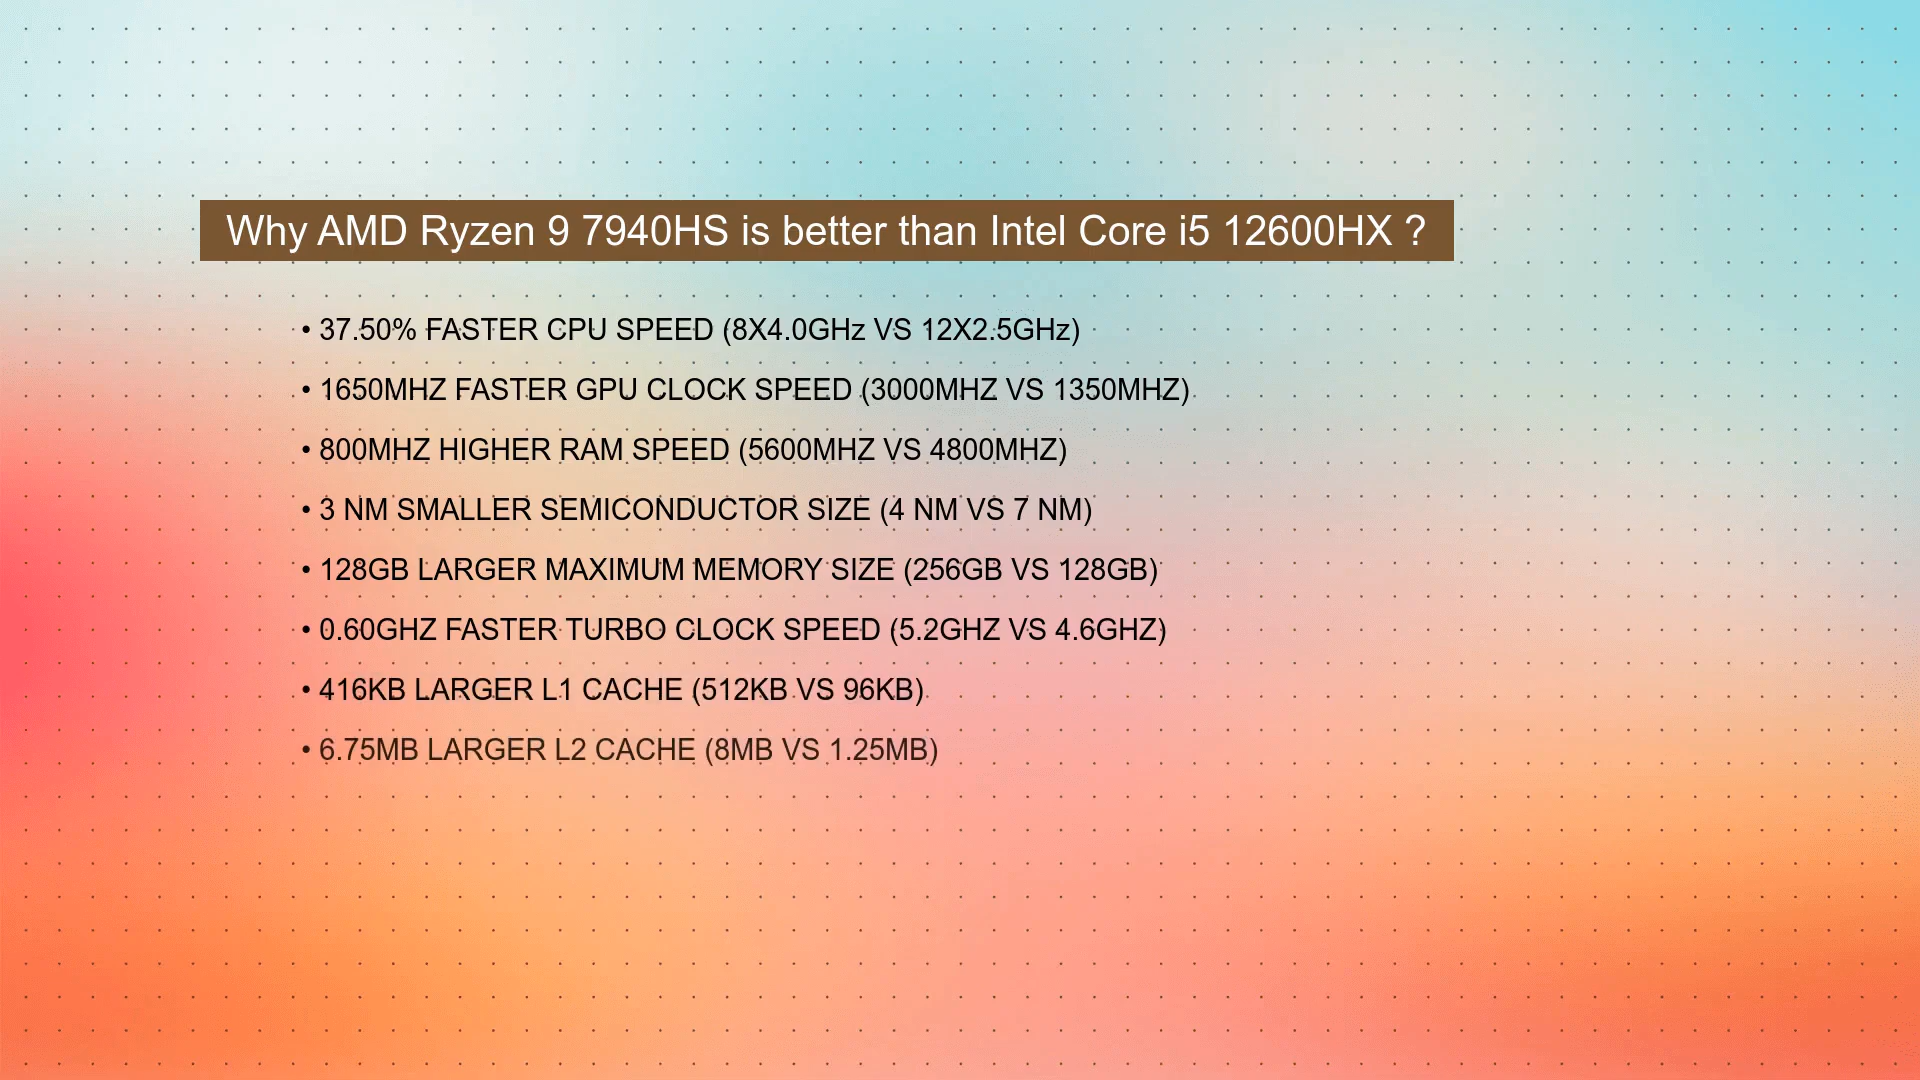 Why AMD Ryzen 9 7940HS is better than Intel Core i5 12600HX ?
• 37.50% FASTER CPU SPEED (8X4.0GHz VS 12X2.5GHz)
• 1650MHZ FASTER GPU CLOCK SPEED (3000MHZ VS 1350MHZ)
• 800MHZ HIGHER RAM SPEED (5600MHZ VS 4800MHZ)
• 3 NM SMALLER SEMICONDUCTOR SIZE (4 NM VS 7 NM)
• 128GB LARGER MAXIMUM MEMORY SIZE (256GB VS 128GB)
• 0.60GHZ FASTER TURBO CLOCK SPEED (5.2GHZ VS 4.6GHZ)
• 416KB LARGER L1 CACHE (512KB VS 96KB)
• 6.75MB LARGER L2 CACHE (8MB VS 1.25MB)